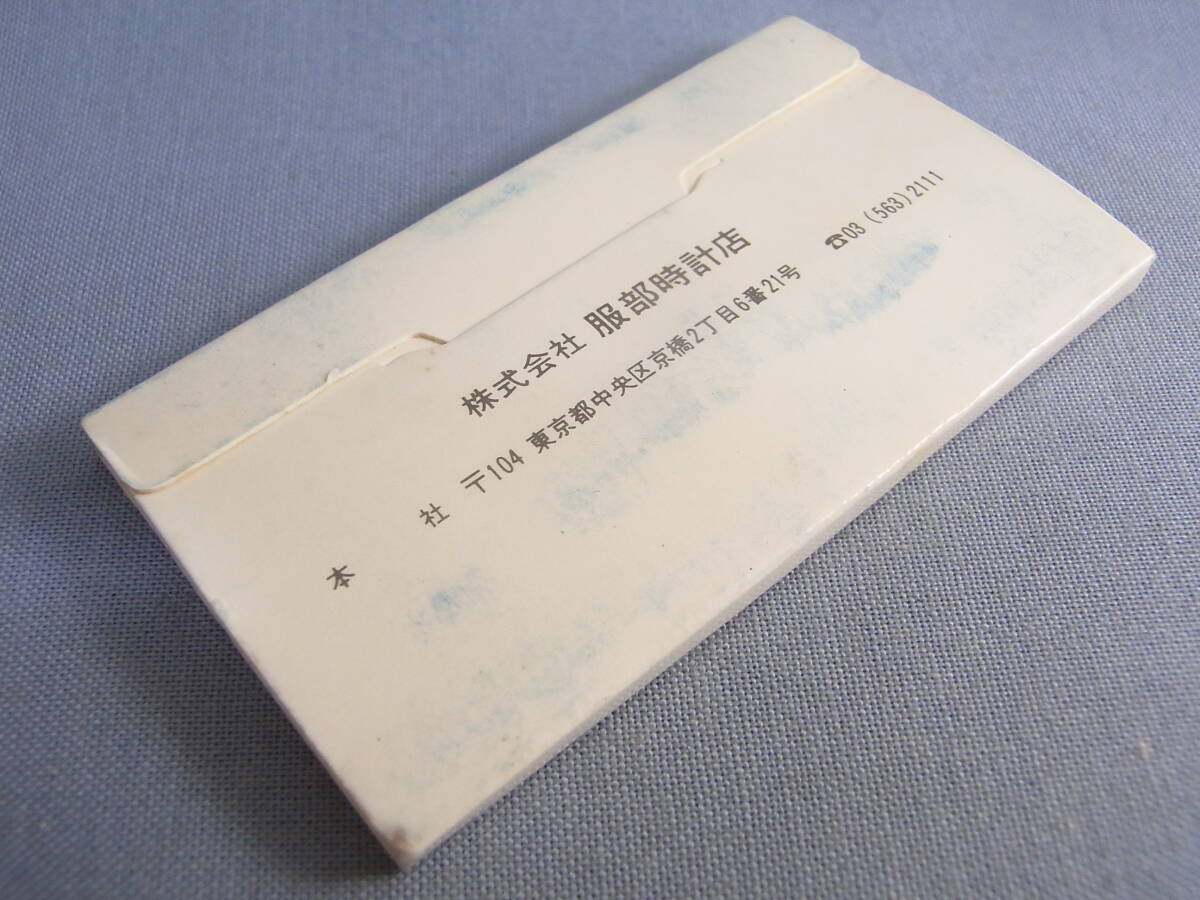 株式会社 服部時計店
本社 〒104 東京都中央区京橋2丁目6番21号 ☎03(563)2111